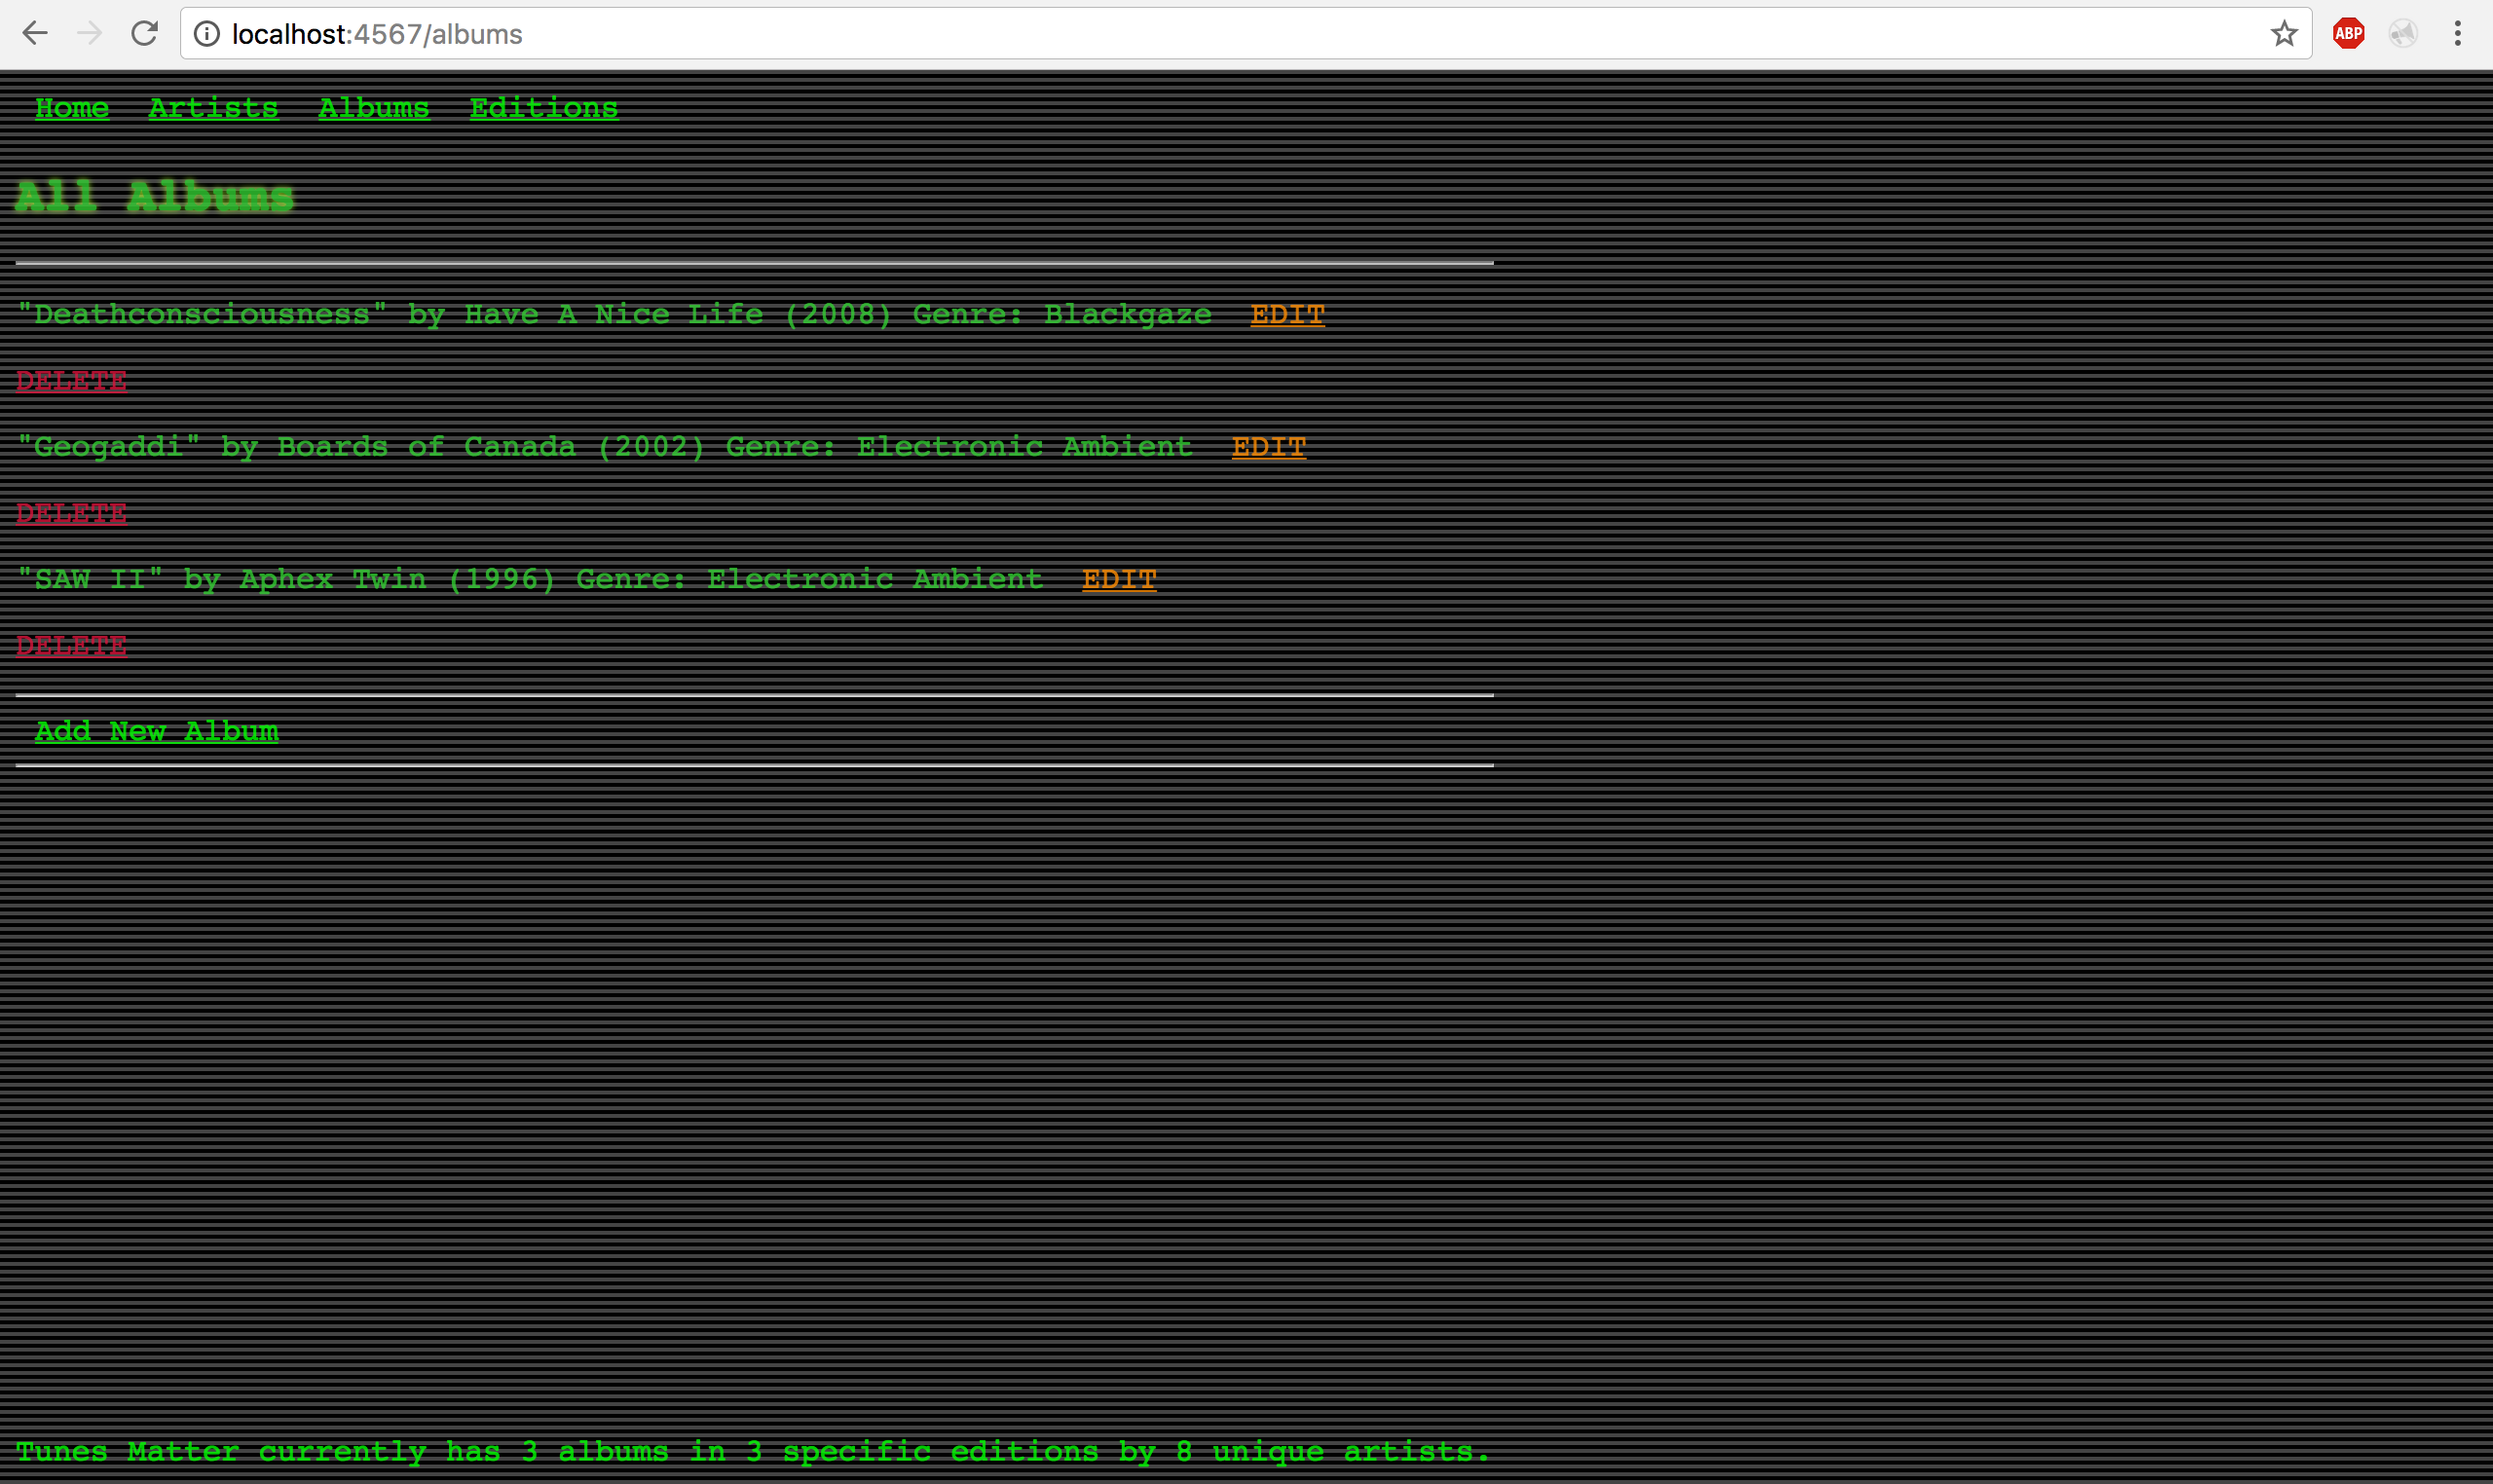 localhost:4567/albums
ABP
Home Artists Albums Editions
All Albums
"Deathconsciousness" by Have A Nice Life (2008) Genre: Blackgaze EDIT
DELETE
"Geogaddi" by Boards of Canada (2002) Genre: Electronic Ambient EDIT
DELETE
"SAW II" by Aphex Twin (1996) Genre: Electronic Ambient EDIT
DELETE
Add New Album
Tunes Matter currently has 3 albums in 3 specific editions by 8 unique artists.